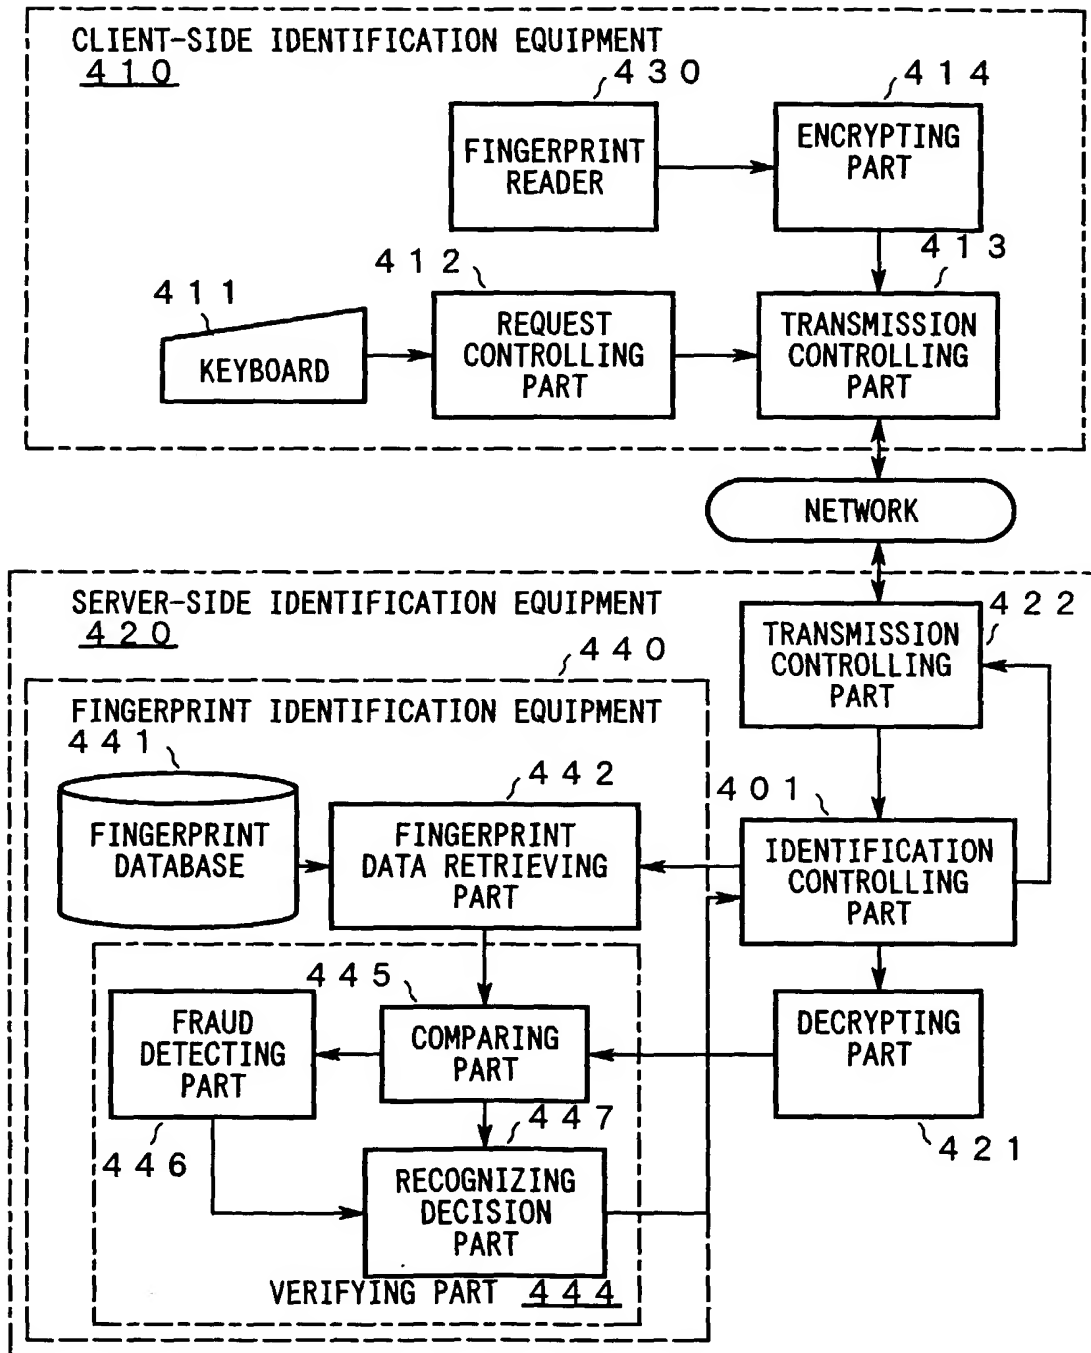 CLIENT-SIDE IDENTIFICATION EQUIPMENT
410
430
414
FINGERPRINT
READER
ENCRYPTING
PART
412
413
411
KEYBOARD
REQUEST
CONTROLLING
PART
TRANSMISSION
CONTROLLING
PART
NETWORK
SERVER-SIDE IDENTIFICATION EQUIPMENT
420
422
TRANSMISSION
CONTROLLING
PART
440
FINGERPRINT IDENTIFICATION EQUIPMENT
441
442
401
FINGERPRINT
DATABASE
FINGERPRINT
DATA RETRIEVING
PART
IDENTIFICATION
CONTROLLING
PART
445
FRAUD
DETECTING
PART
COMPARING
PART
DECRYPTING
PART
446
447
421
RECOGNIZING
DECISION
PART
VERIFYING PART 444